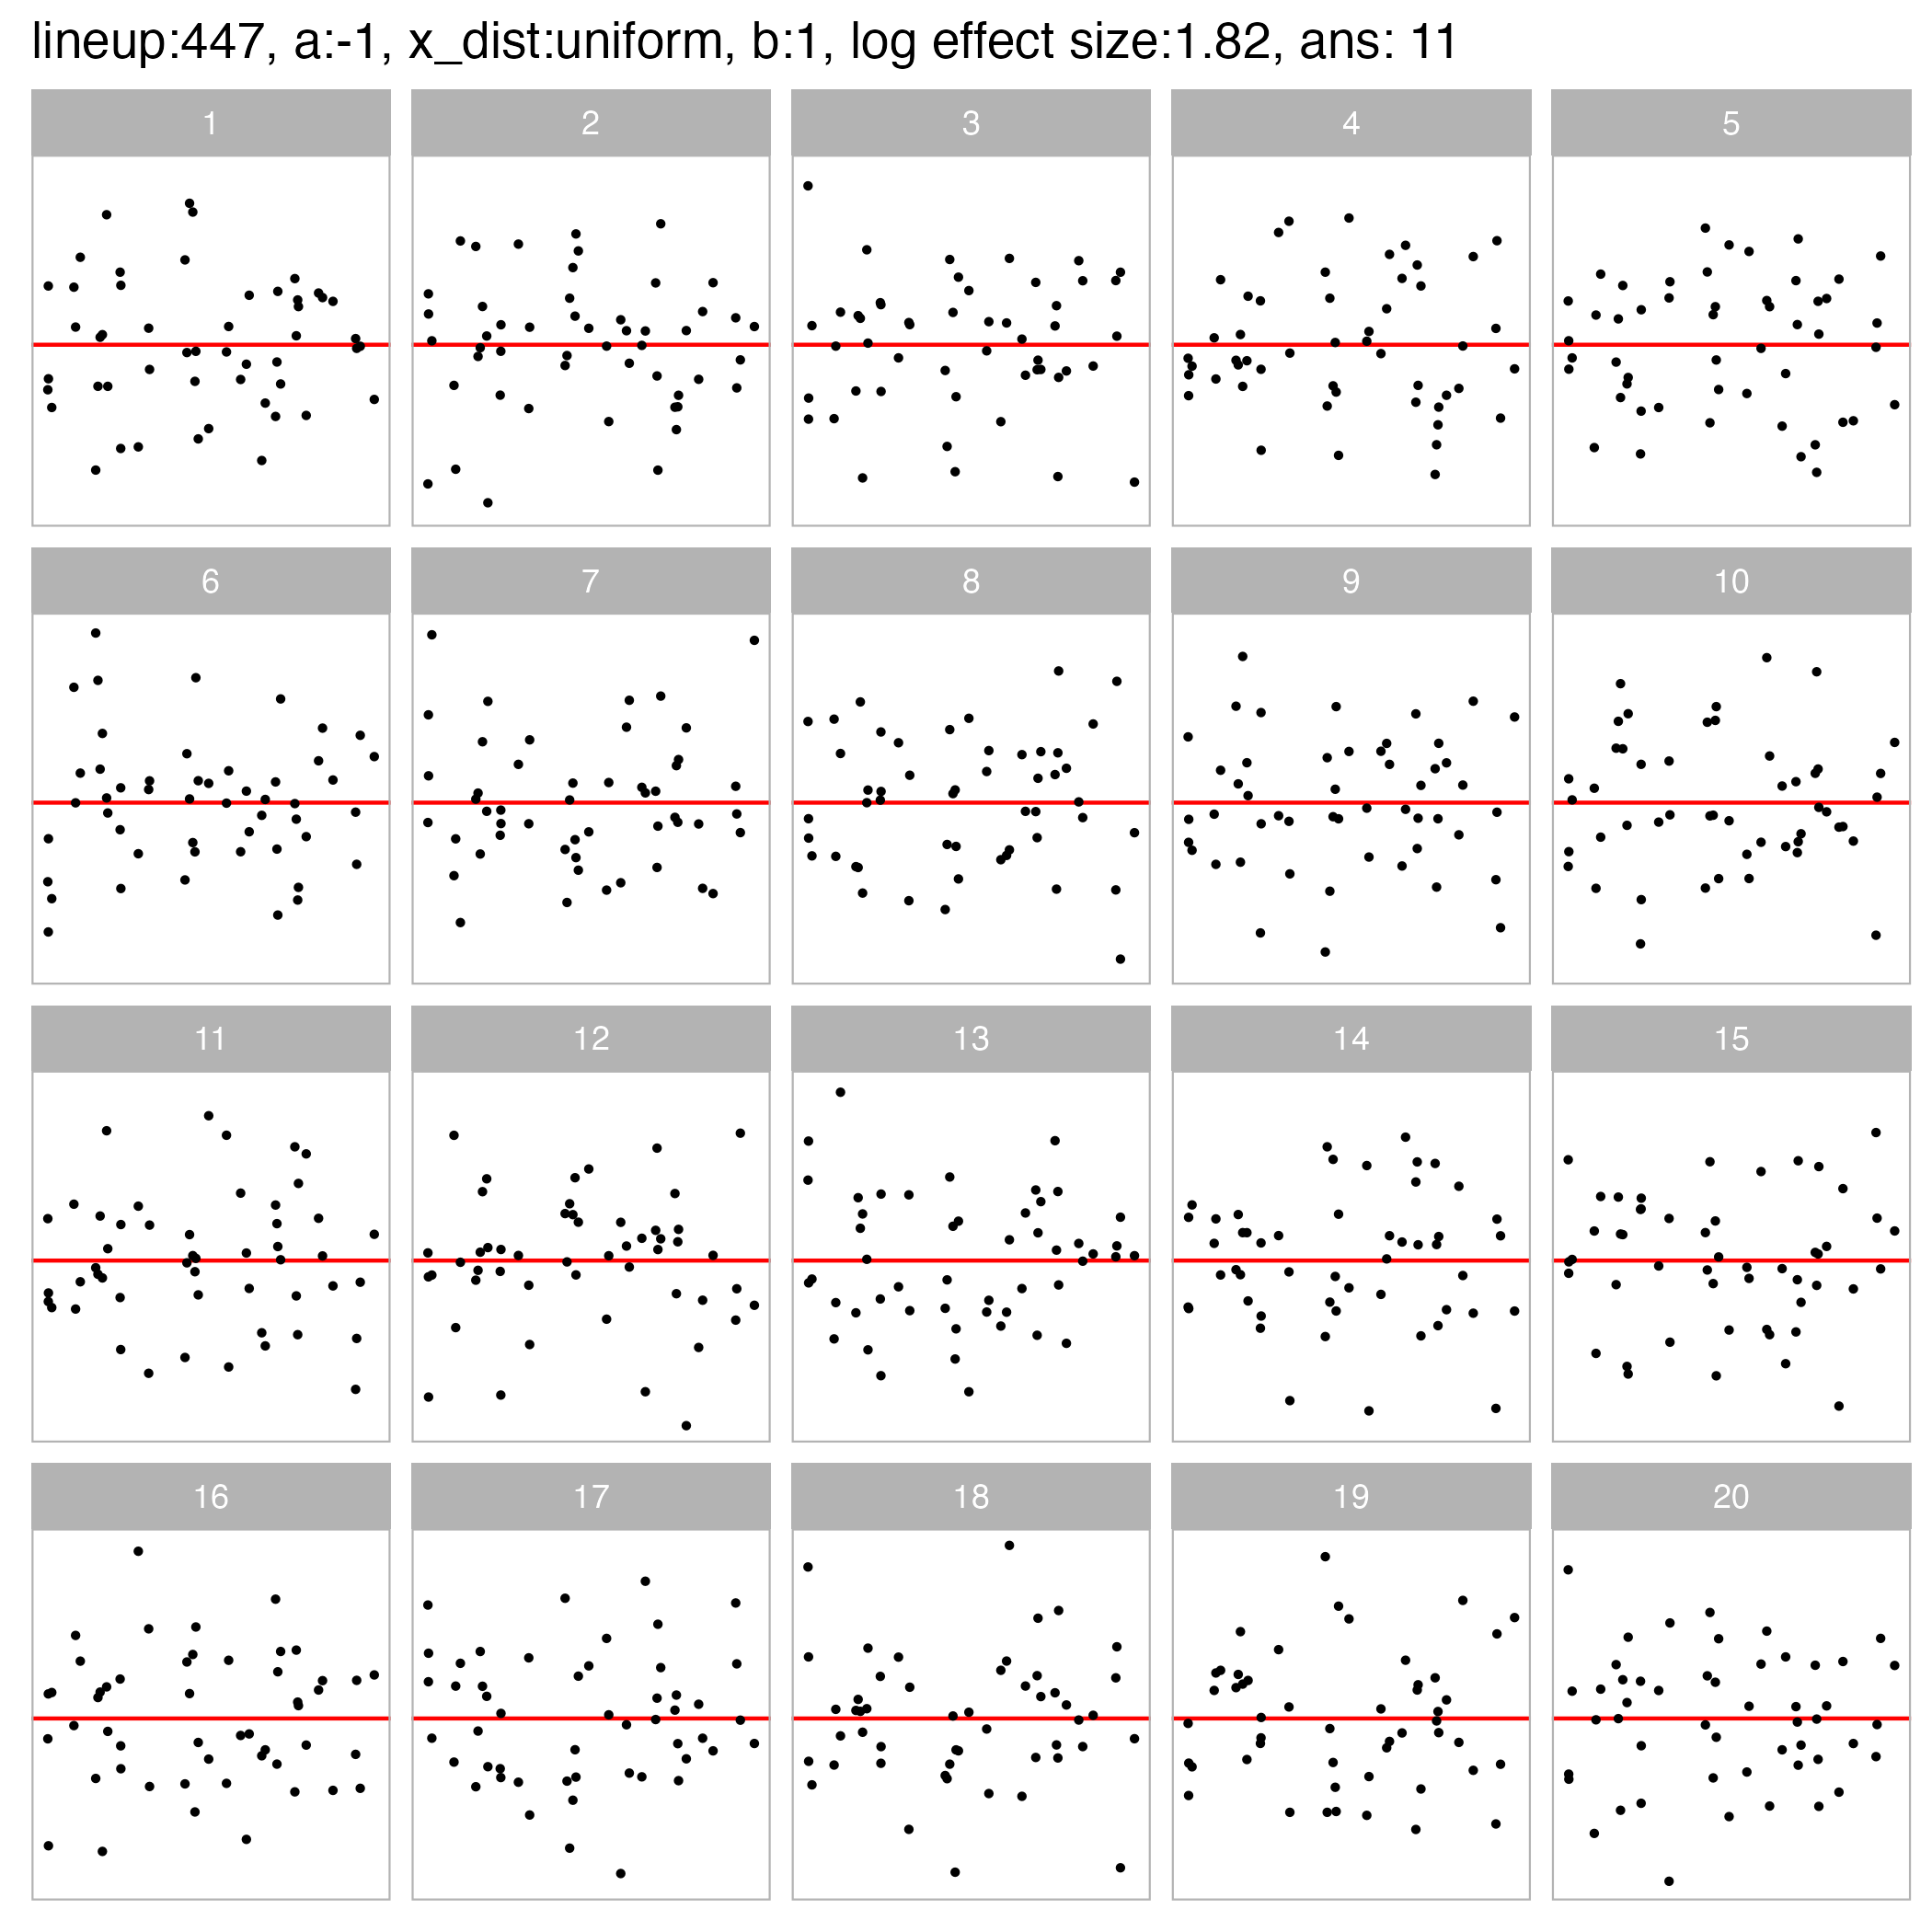 lineup:447, a:-1, x_dist:uniform, b:1, log effect size:1.82, ans: 11
1 2 3 4 5
6 7 8 9 10
11 12 13 14 15
16 17 18 19 20